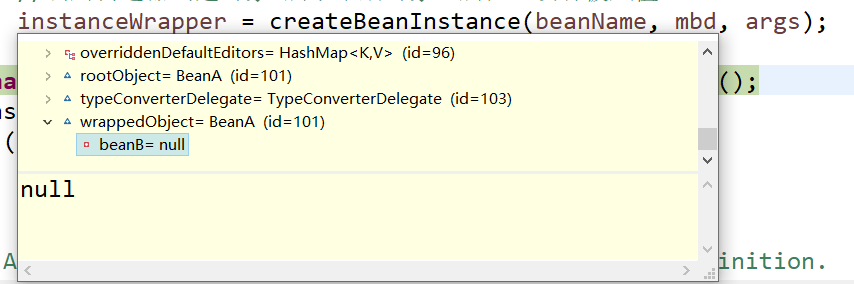 instanceWrapper = createBeanInstance(beanName, mbd, args);
overriddenDefaultEditors= HashMap<K,V> (id=96)
rootObject= BeanA (id=101)
();
typeConverterDelegate= TypeConverterDelegate (id=103)
wrappedObject= BeanA (id=101)
(
beanB= null
null
A
inition.